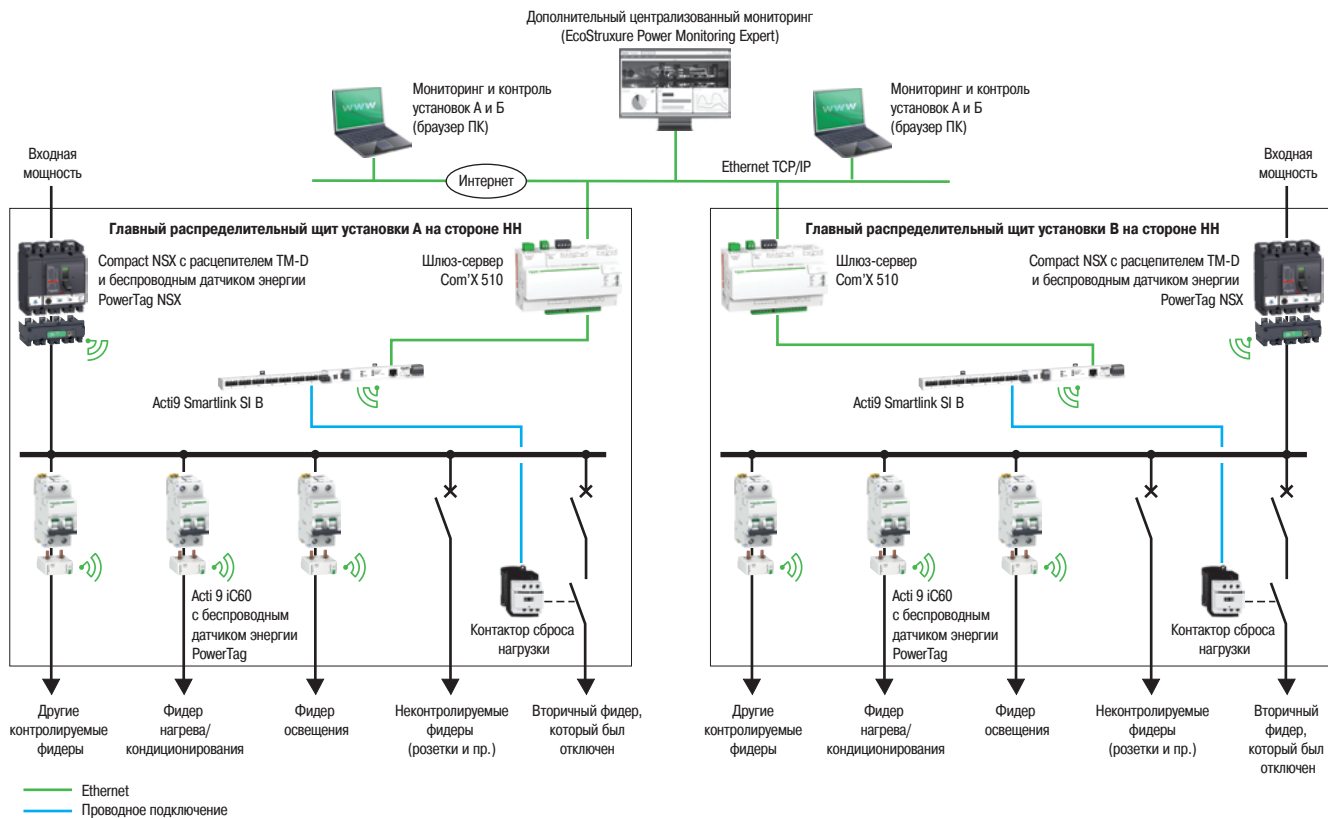 Дополнительный централизованный мониторинг
(EcoStruxure Power Monitoring Expert)
Мониторинг и контроль
установок А и Б
(браузер ПК)
Мониторинг и контроль
установок А и Б
(браузер ПК)
www
www
Входная
мощность
Интернет
Ethernet TCP/IP
Входная
мощность
Главный распределительный щит установки А на стороне НН
Compact NSX с расцепителем TM-D
и беспроводным датчиком энергии
PowerTag NSX
Шлюз-сервер
Com'X 510
Acti9 Smartlink SI B
Acti 9 iC60
с беспроводным
датчиком энергии
PowerTag
Контактор сброса
нагрузки
Главный распределительный щит установки В на стороне НН
Шлюз-сервер
Com'X 510
Compact NSX с расцепителем TM-D
и беспроводным датчиком энергии
PowerTag NSX
Acti9 Smartlink SI B
Acti 9 iC60
с беспроводным
датчиком энергии
PowerTag
Контактор сброса
нагрузки
Другие
контролируемые
фидеры
Фидер
нагрева/
кондиционирования
Фидер
освещения
Неконтролируемые
фидеры
(розетки и пр.)
Вторичный фидер,
который был
отключен
Другие
контролируемые
фидеры
Фидер
нагрева/
кондиционирования
Фидер
освещения
Неконтролируемые
фидеры
(розетки и пр.)
Вторичный
фидер,
который был
отключен
Ethernet
Проводное подключение